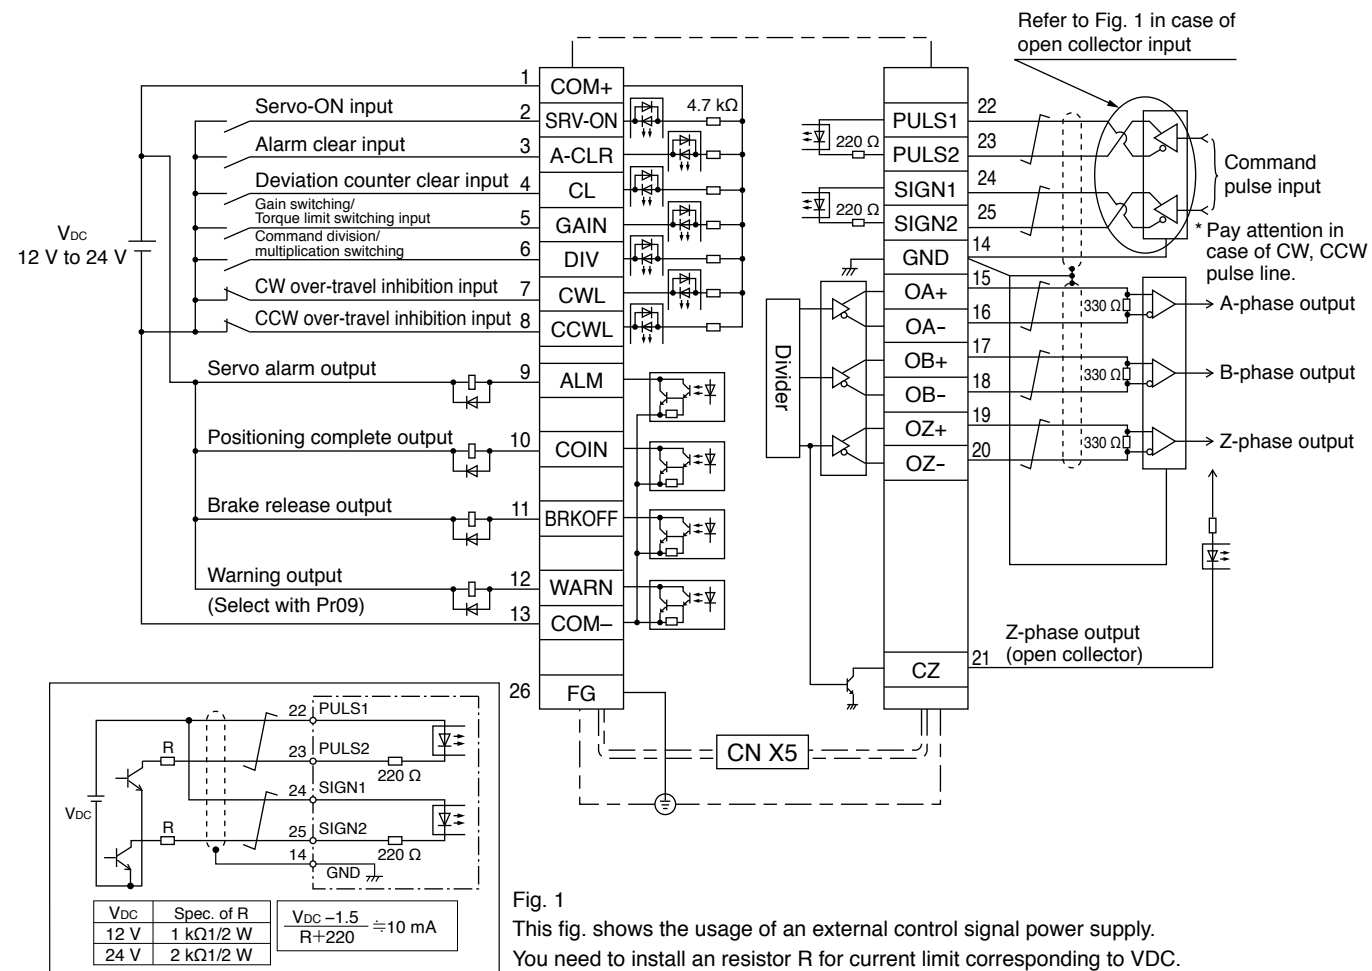 Refer to Fig. 1 in case of
open collector input
1 COM+
Servo-ON input 2 SRV-ON 4.7 kΩ
Alarm clear input 3 A-CLR
Deviation counter clear input 4 CL
Gain switching/
Torque limit switching input 5 GAIN
Command division/
multiplication switching 6 DIV
CW over-travel inhibition input 7 CWL
CCW over-travel inhibition input 8 CCWL
VDC
12 V to 24 V
Servo alarm output 9 ALM
Positioning complete output 10 COIN
Brake release output 11 BRKOFF
Warning output 12 WARN
(Select with Pr09)
13 COM–
26 FG
PULS1 22
220 Ω
PULS2 23
SIGN1 24
220 Ω
SIGN2 25
GND 14
OA+ 15
OA– 16
OB+ 17
OB– 18
OZ+ 19
OZ– 20
Divider
Command
pulse input
* Pay attention in
case of CW, CCW
pulse line.
330 Ω A-phase output
330 Ω B-phase output
330 Ω Z-phase output
Z-phase output
(open collector)
CZ 21
CN X5
22 PULS1
R 23 PULS2
220 Ω
24 SIGN1
VDC
R 25 SIGN2
220 Ω
14 GND
VDC Spec. of R
12 V 1 kΩ1/2 W
24 V 2 kΩ1/2 W
VDC –1.5
R+220
≒10 mA
Fig. 1
This fig. shows the usage of an external control signal power supply.
You need to install an resistor R for current limit corresponding to VDC.